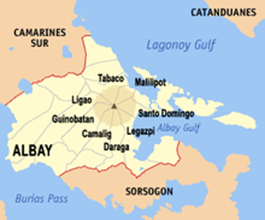 CATANDUANES
CAMARINES
SUR
Lagonoy Gulf
Tabaco
Malilipot
Ligao
Santo Domingo
Guinobatan
Albay Gulf
Legazpi
Camalig
ALBAY
Daraga
SORSOGON
Burias Pass